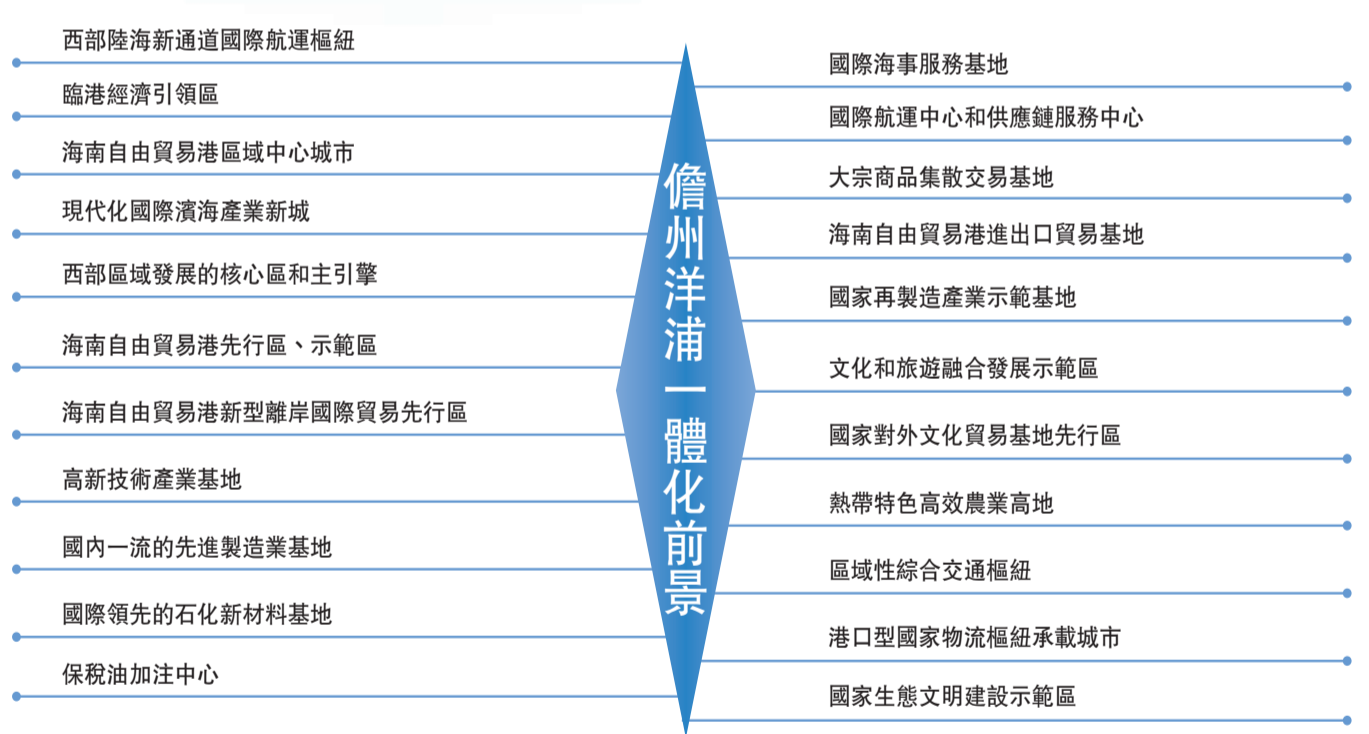 西部陸海新通道國際航運樞紐
臨港經濟引領區
海南自由貿易港區域中心城市
現代化國際濱海產業新城
西部區域發展的核心區和主引擎
海南自由貿易港先行區、示範區
海南自由貿易港新型離岸國際貿易先行區
高新技術產業基地
國內一流的先進製造業基地
國際領先的石化新材料基地
保稅油加注中心
儋州洋浦一體化前景
國際海事服務基地
國際航運中心和供應鏈服務中心
大宗商品集散交易基地
海南自由貿易港進出口貿易基地
國家再製造產業示範基地
文化和旅遊融合發展示範區
國家對外文化貿易基地先行區
熱帶特色高效農業高地
區域性綜合交通樞紐
港口型國家物流樞紐承載城市
國家生態文明建設示範區